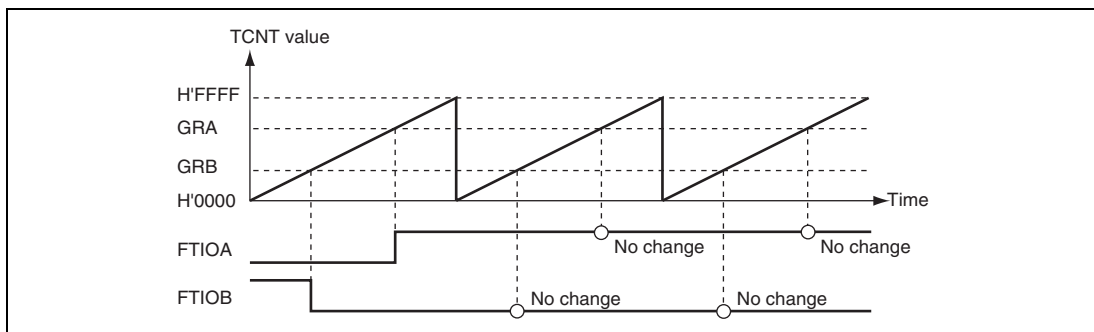 TCNT value
H'FFFF
GRA
GRB
H'0000
Time
FTIOA
No change
No change
FTIOB
No change
No change